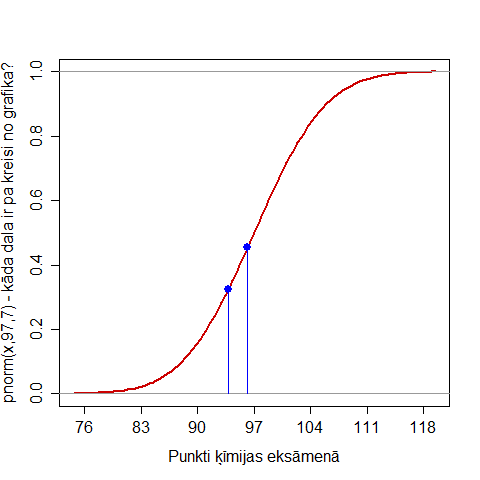 pnorm(x,97,7) - kāda daļa ir pa kreisi no grafika?
1.0
0.8
0.6
0.4
0.2
0.0
76 83 90 97 104 111 118
Punkti ķīmijas eksāmenā